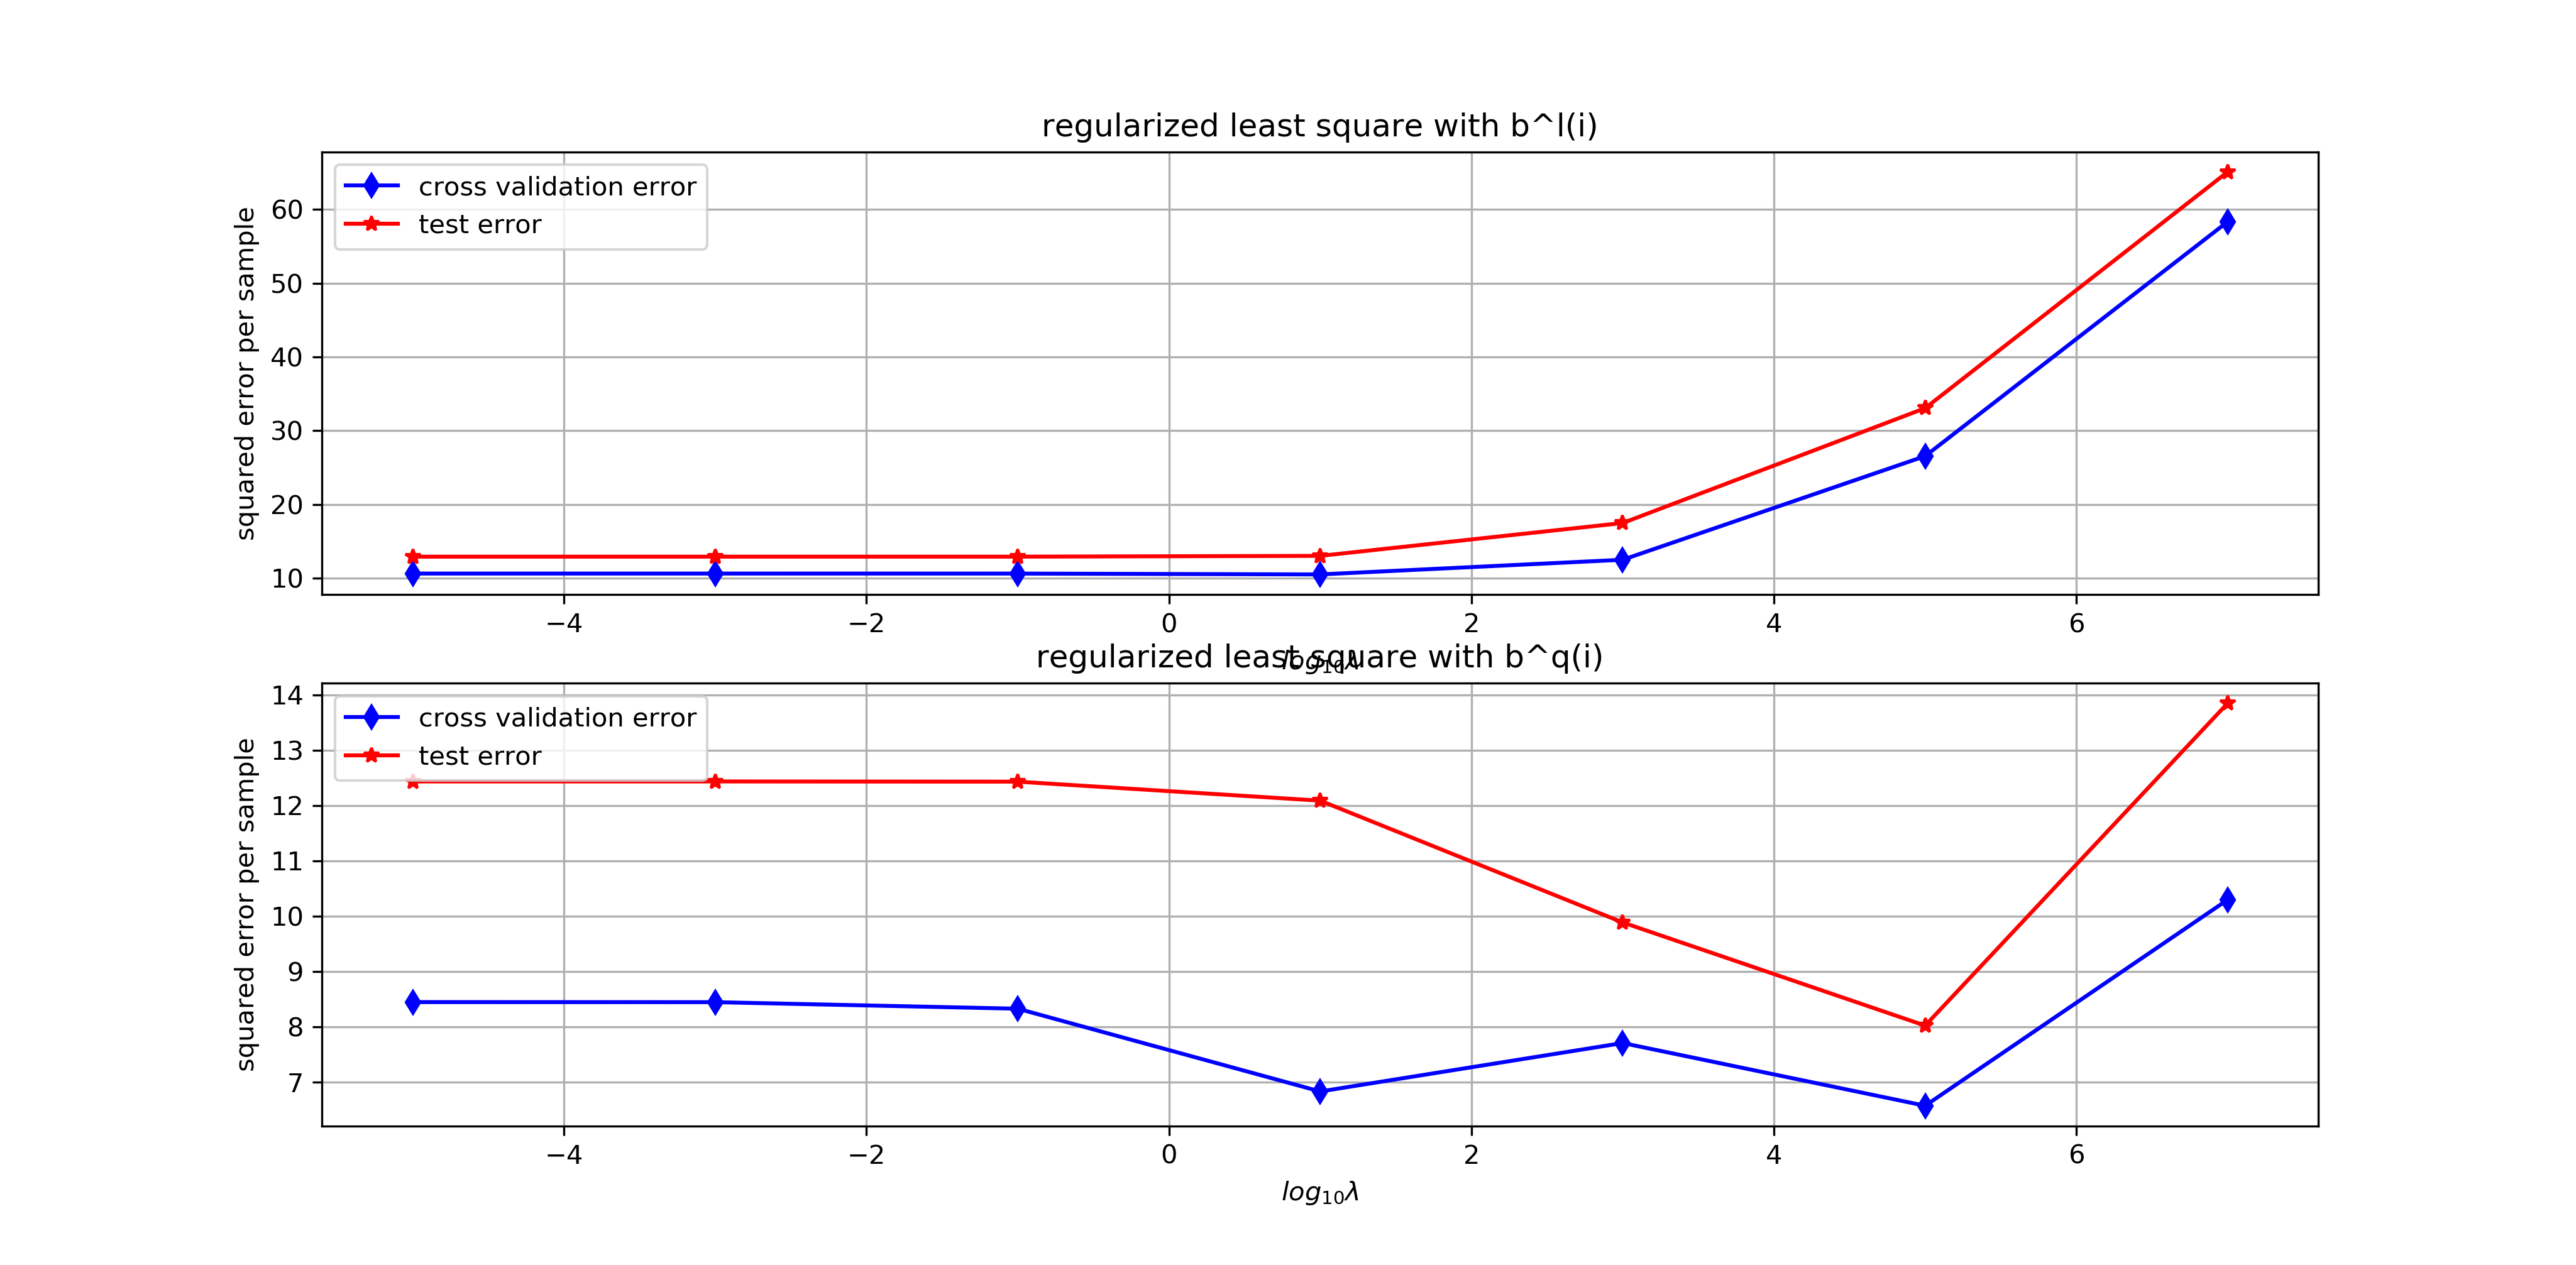 regularized least square with b^l(i)
cross validation error
test error
squared error per sample
60
50
40
30
20
10
−4 −2 0 2 4 6
log₁₀λ
regularized least square with b^q(i)
cross validation error
test error
squared error per sample
14
13
12
11
10
9
8
7
−4 −2 0 2 4 6
log₁₀λ